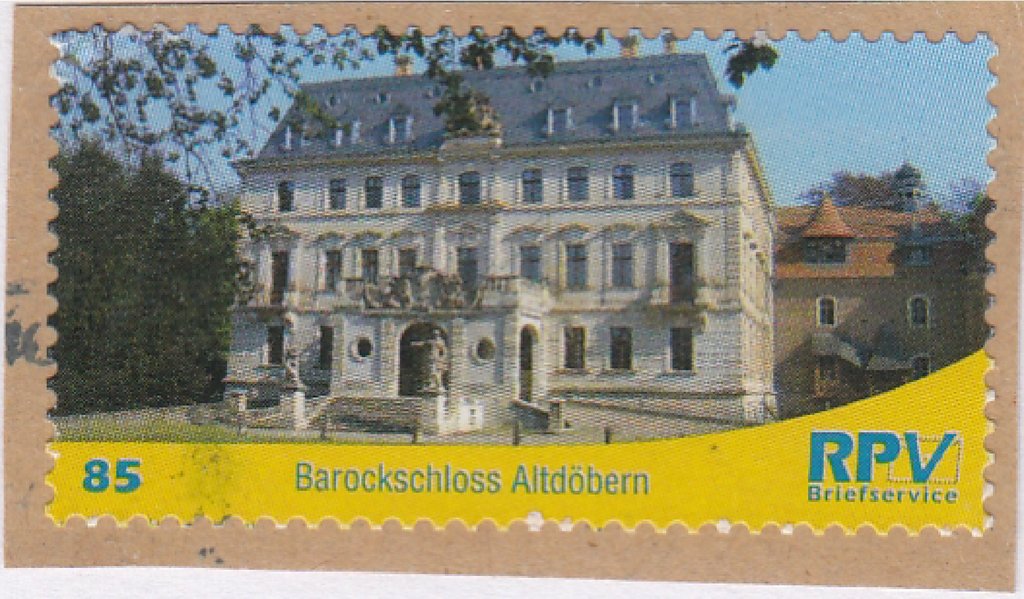 85
Barockschloss Altdöbern
RPV
Briefservice